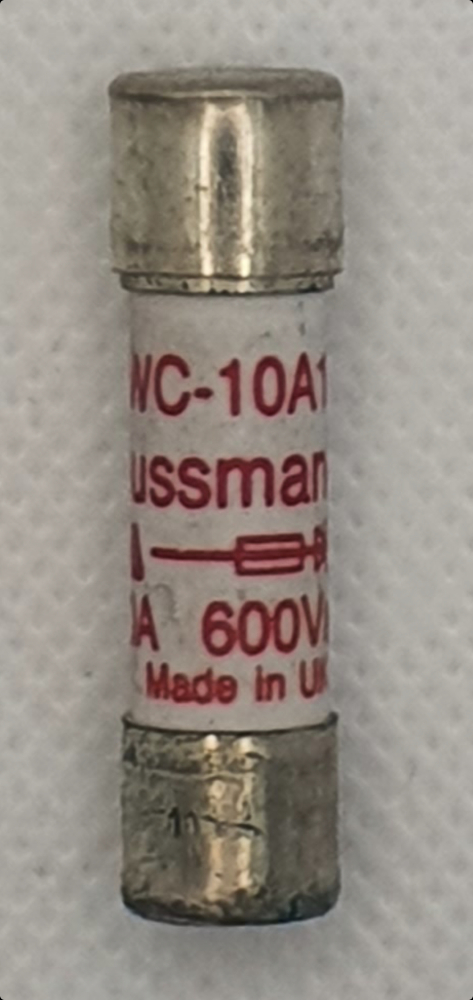 WC-10A1
ussman
A 600V
Made in UK